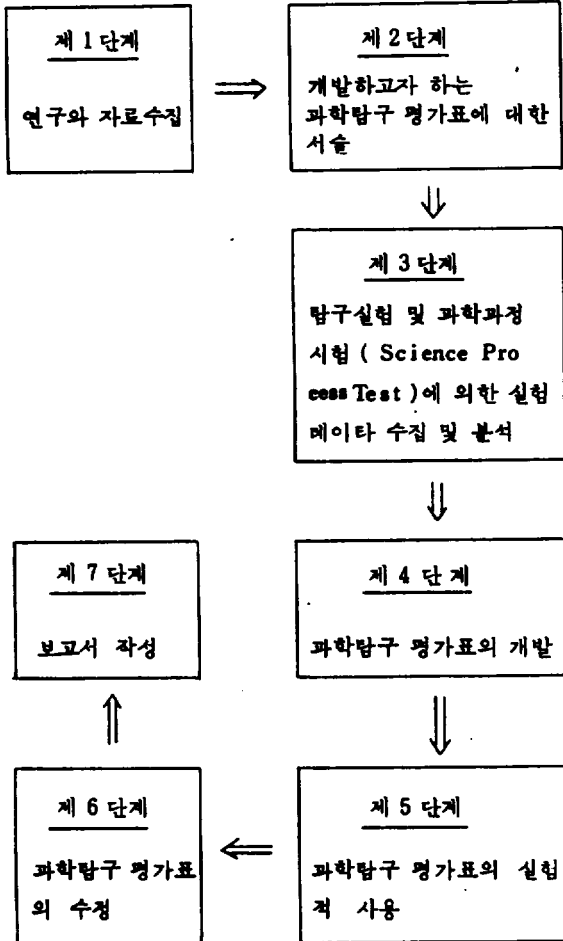 제 1 단계
연구와 자료수집
제 2 단계
개발하고자 하는
과학탐구 평가표에 대한
서술
제 3 단계
탐구실험 및 과학과정
시험 ( Science Pro
cess Test )에 의한 실험
데이타 수집 및 분석
제 4 단 계
과학탐구 평가표의 개발
제 5 단계
과학탐구 평가표의 실험
적 사용
제 6 단계
과학탐구 평가표
의 수정
제 7 단계
보고서 작성